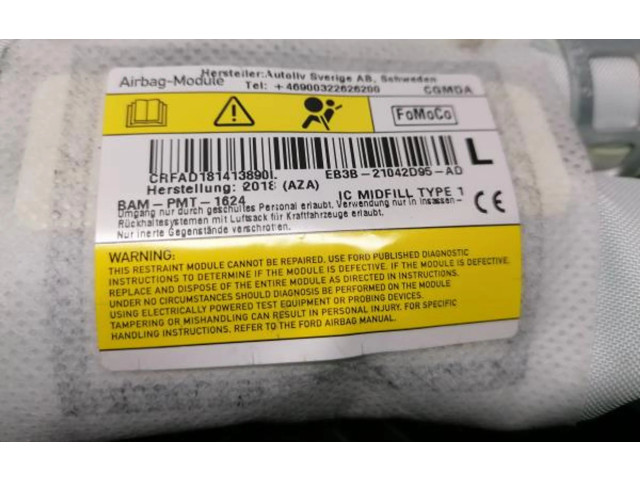 Airbag-Module Hersteller: Autoliv Sverige AB, Schweden
Tel: +46900322626200 CGMDA
FoMoCo
CRFAD181413890L EB3B-21042D95-AD L
Herstellung: 2018 (AZA)
BAM-PMT-1624 IC MIDFILL TYPE 1
Umgang nur durch geschultes Personal erlaubt. Verwendung nur in Insassen-
Rückhaltesystemen mit Luftsack für Kraftfahrzeuge erlaubt.
Nur inerte Gegenstände verschroten.
CE
WARNING:
THIS RESTRAINT MODULE CANNOT BE REPAIRED. USE FORD PUBLISHED DIAGNOSTIC
INSTRUCTIONS TO DETERMINE IF THE MODULE IS DEFECTIVE. IF THE MODULE IS DEFECTIVE.
REPLACE AND DISPOSE OF THE ENTIRE MODULE AS DIRECTED IN INSTRUCTIONS.
UNDER NO CIRCUMSTANCES SHOULD DIAGNOSIS BE PERFORMED ON THE MODULE
USING ELECTRICALLY POWERED TEST EQUIPMENT OR PROBING DEVICES.
TAMPERING OR MISHANDLING CAN RESULT IN PERSONAL INJURY. FOR SPECIFIC
HANDLING INSTRUCTIONS. REFER TO THE FORD AIRBAG MANUAL.